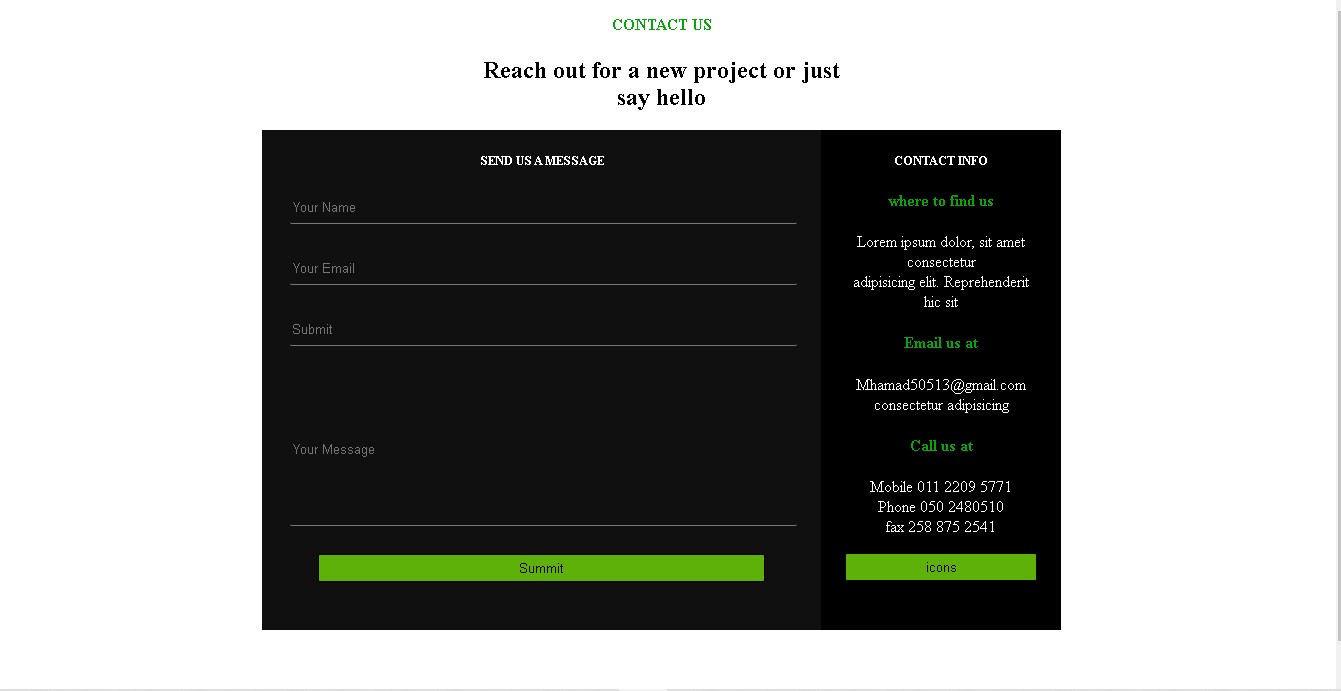 CONTACT US
Reach out for a new project or just
say hello
SEND US A MESSAGE
Your Name
Your Email
Submit
Your Message
Summit
CONTACT INFO
where to find us
Lorem ipsum dolor, sit amet
consectetur
adipisicing elit. Reprehenderit
hic sit
Email us at
Mhamad50513@gmail.com
consectetur adipisicing
Call us at
Mobile 011 2209 5771
Phone 050 2480510
fax 258 875 2541
icons